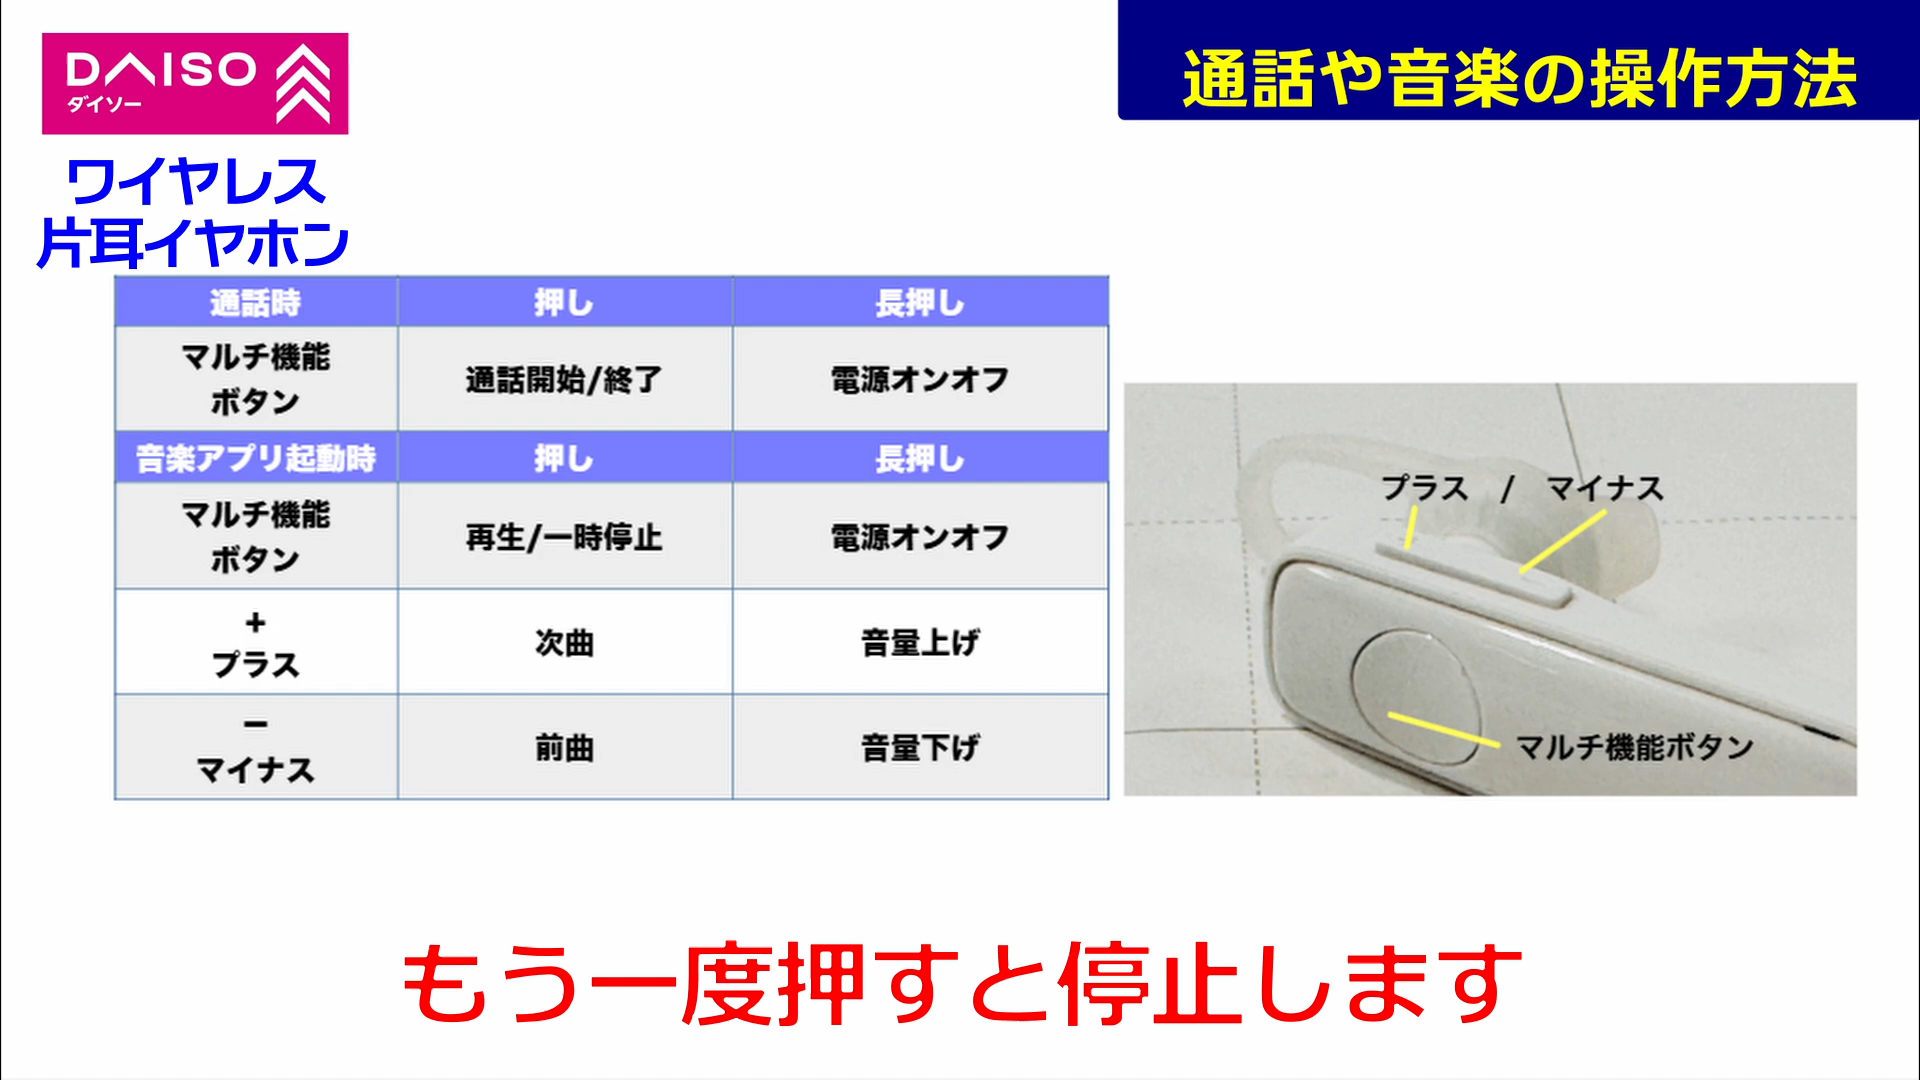 DAISO
ダイソー
通話や音楽の操作方法
ワイヤレス
片耳イヤホン
通話時 押し 長押し
マルチ機能
ボタン
通話開始/終了
電源オンオフ
音楽アプリ起動時 押し 長押し
マルチ機能
ボタン
再生/一時停止
電源オンオフ
+
プラス
次曲
音量上げ
−
マイナス
前曲
音量下げ
プラス / マイナス
マルチ機能ボタン
もう一度押すと停止します